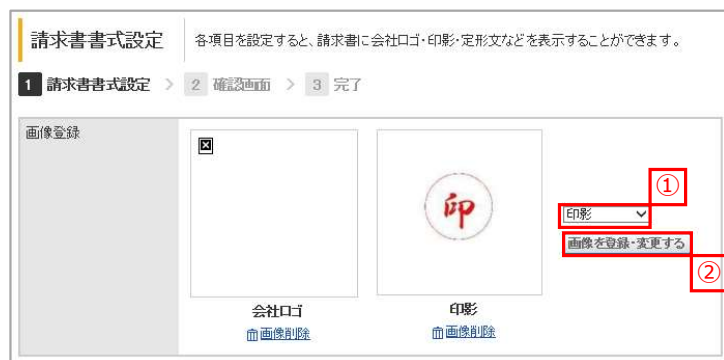 請求書書式設定
各項目を設定すると、請求書に会社ロゴ・印影・定形文などを表示することができます。
1 請求書書式設定 > 2 確認画面 > 3 完了
画像登録
印
①
印影
画像を登録・変更する
②
会社ロゴ
印影
画像削除
画像削除